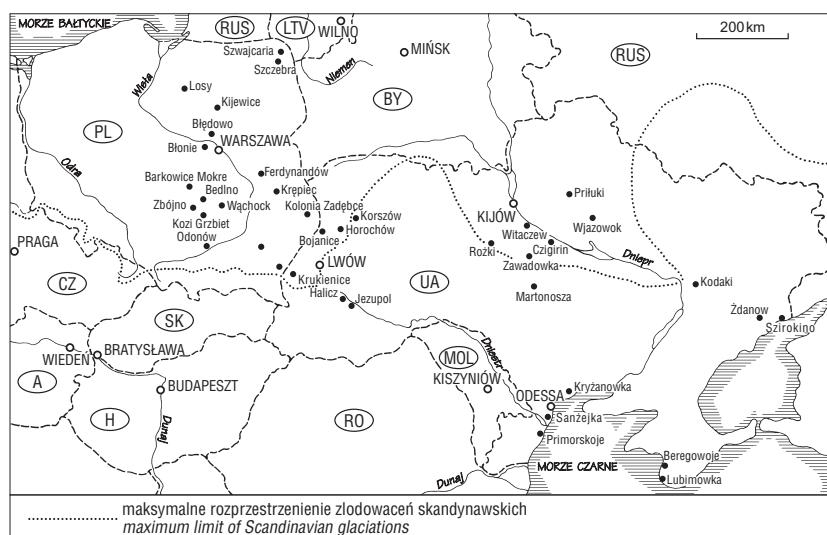 MORZE BAŁTYCKIE
RUS
LTV
WILNO
200 km
Szwajcaria
Szczebra
MIŃSK
Niemen
RUS
Losy
Wisła
Kijewice
BY
PL
Błędowo
WARSZAWA
Błonie
Odra
Ferdynandów
Barkowice Mokre
Bedlno
Krępiec
Priłuki
Zbójno
Wąchock
Kolonia Zadębce
Korszów
KIJÓW
Kozi Grzbiet
Horochów
Wjazowok
Odonów
Bojanice
Witaczew
Czigirin
PRAGA
Rożki
Dniepr
LWÓW
Zawadowka
CZ
Krukienice
UA
Kodaki
Halicz
Jezupol
Martonosza
SK
Żdanow
Szirokino
WIEDEŃ
BRATYSŁAWA
MOL
Dniestr
A
BUDAPESZT
KISZYNIÓW
Kryżanowka
ODESSA
H
Dunaj
RO
Sanżejka
Primorskoje
Beregowoje
MORZE CZARNE
Dunaj
Lubimowka
maksymalne rozprzestrzenienie zlodowaceń skandynawskich
maximum limit of Scandinavian glaciations